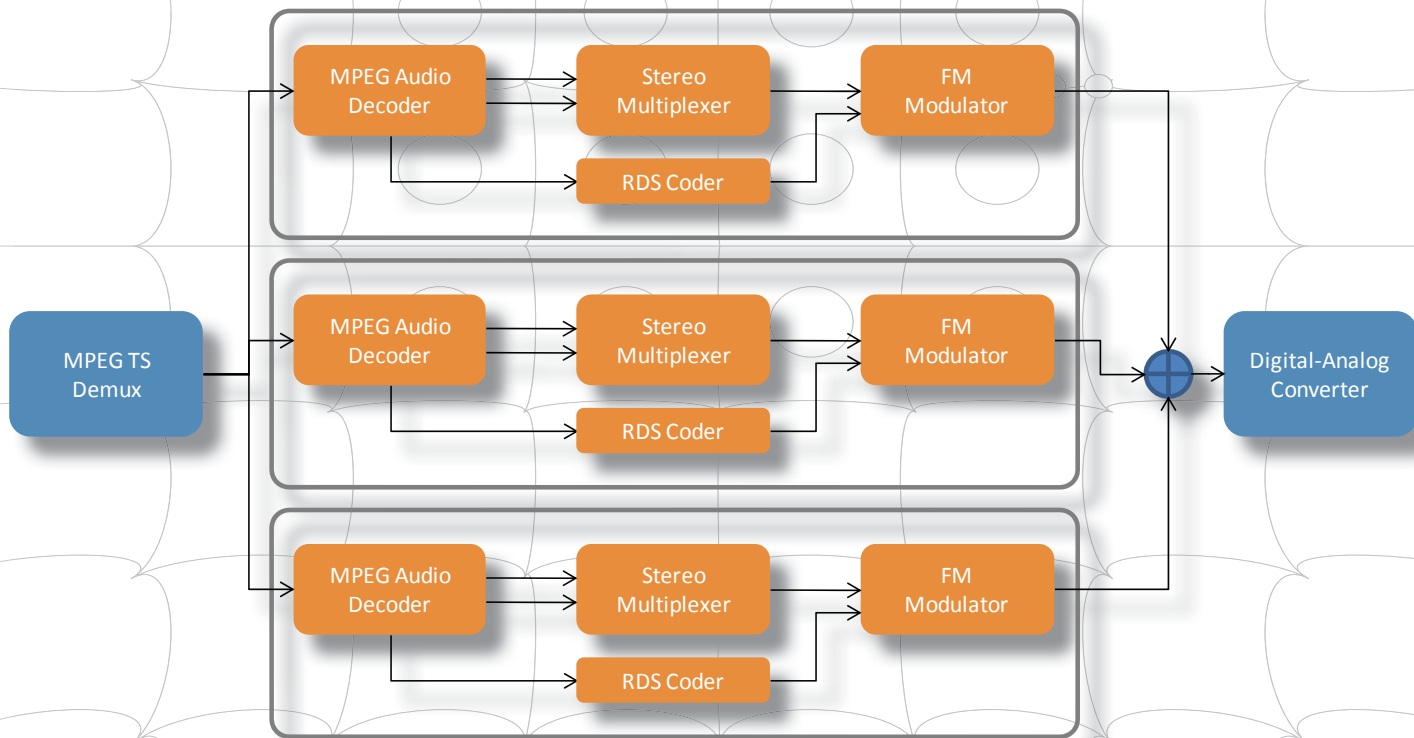 MPEG Audio
Decoder
Stereo
Multiplexer
FM
Modulator
RDS Coder
MPEG TS
Demux
MPEG Audio
Decoder
Stereo
Multiplexer
FM
Modulator
RDS Coder
Digital-Analog
Converter
MPEG Audio
Decoder
Stereo
Multiplexer
FM
Modulator
RDS Coder